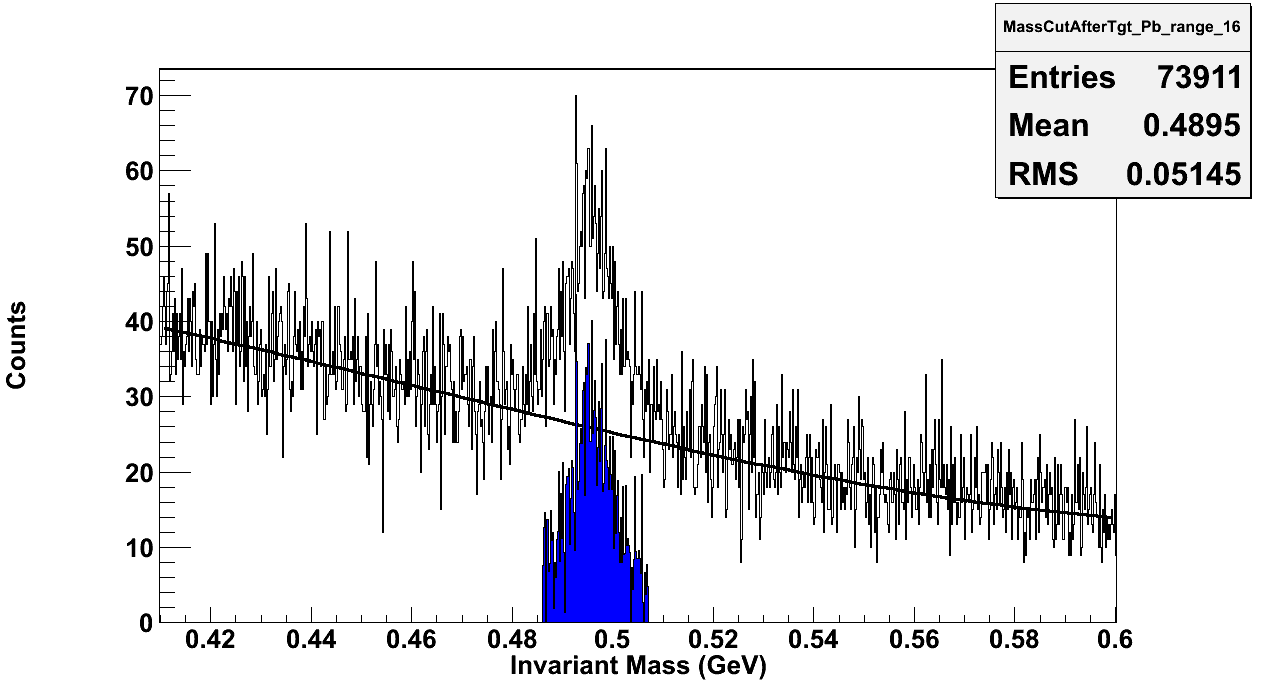 MassCutAfterTgt_Pb_range_16
Entries 73911
Mean 0.4895
RMS 0.05145
70
60
50
40
30
20
10
0
Counts
0.42 0.44 0.46 0.48 0.5 0.52 0.54 0.56 0.58 0.6
Invariant Mass (GeV)